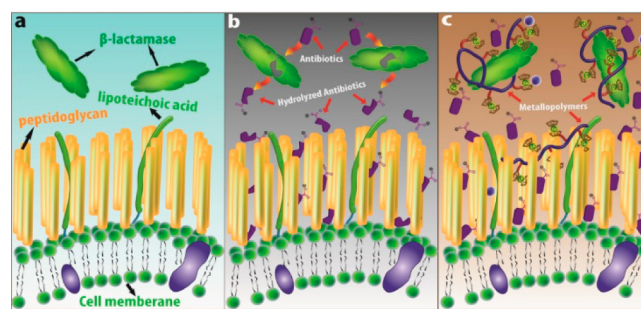 a
β-lactamase
lipoteichoic acid
peptidoglycan
Cell memberane
b
Antibiotics
Hydrolyzed Antibiotics
c
Metallopolymers